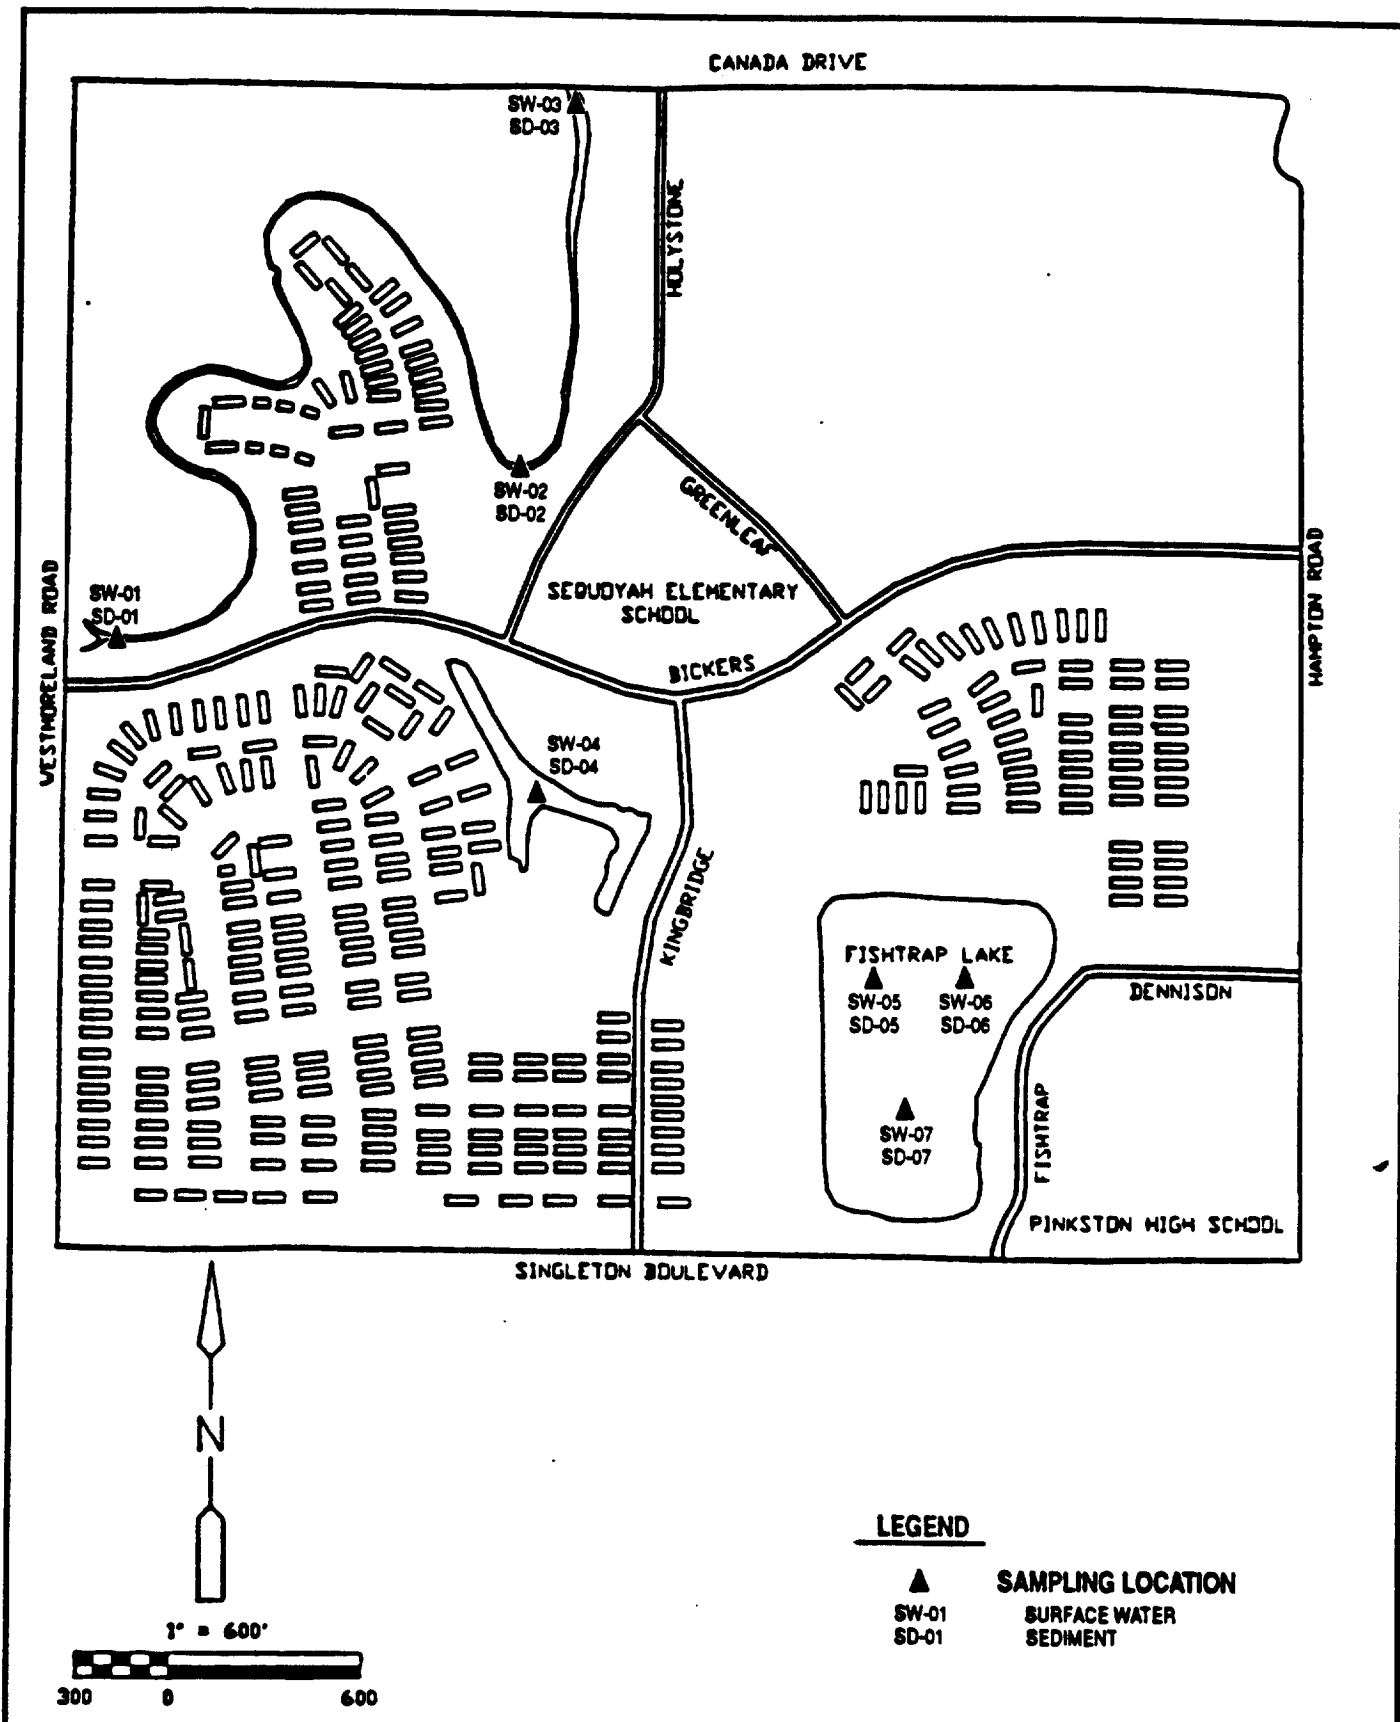 CANADA DRIVE
SW-03
SD-03
HOLYSTONE
GREENLEAF
SW-02
SD-02
SEQUOYAH ELEMENTARY
SCHOOL
SW-01
SD-01
WESTMORELAND ROAD
HAMPTON ROAD
BICKERS
SW-04
SD-04
KINGBRIDGE
FISHTRAP LAKE
SW-05
SD-05
SW-06
SD-06
DENNISON
SW-07
SD-07
FISHTRAP
PINKSTON HIGH SCHOOL
SINGLETON BOULEVARD
N
LEGEND
SAMPLING LOCATION
SW-01 SURFACE WATER
SD-01 SEDIMENT
1" = 600'
300 0 600